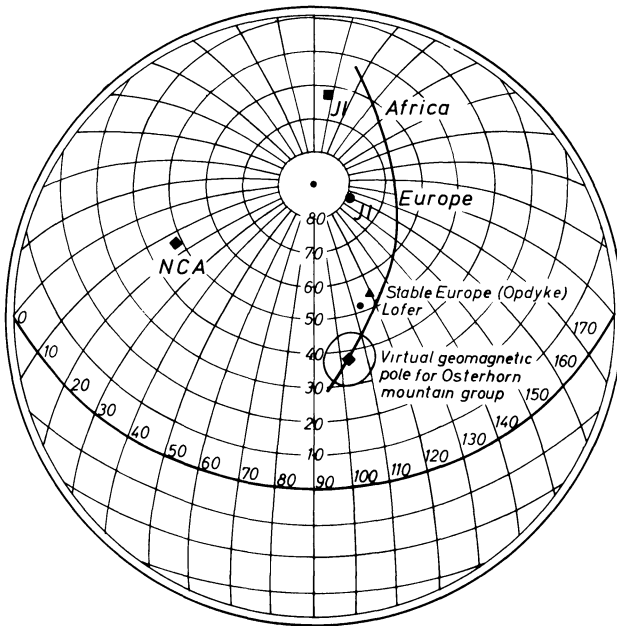 JI
Africa
Europe
JI
NCA
80
70
60
50
40
30
20
10
Stable Europe (Opdyke)
Lofer
Virtual geomagnetic
pole for Osterhorn
mountain group
0
10
20
30
40
50
60
70
80
90
100
110
120
130
140
150
160
170